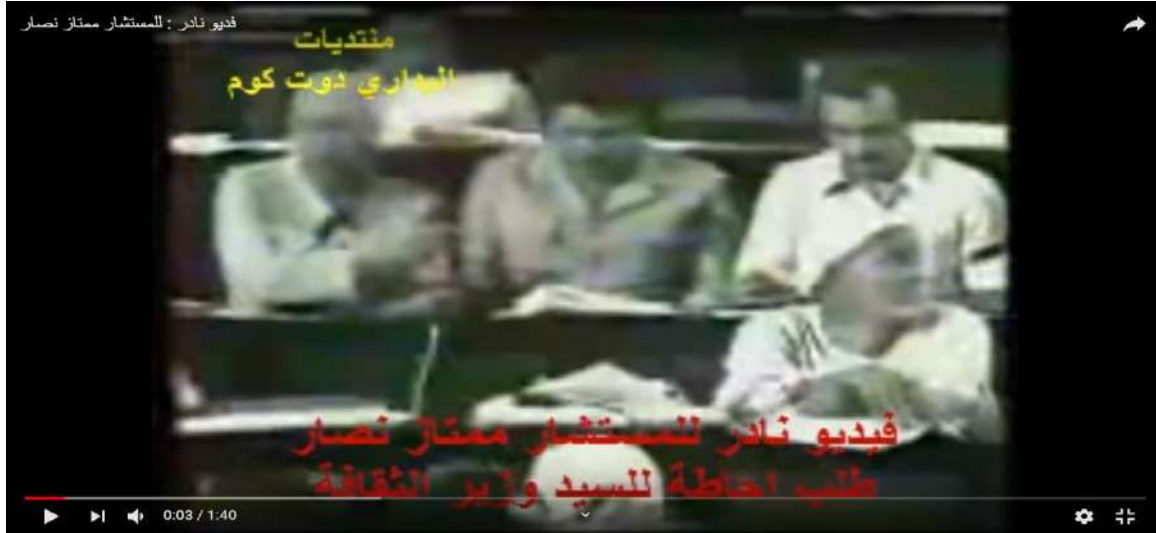 فديو نادر : للمستشار ممتاز نصار
منتديات
البداري دوت كوم
فيديو نادر للمستشار ممتاز نصار
طلب احاطة للسيد وزير الثقافة
0:03 / 1:40